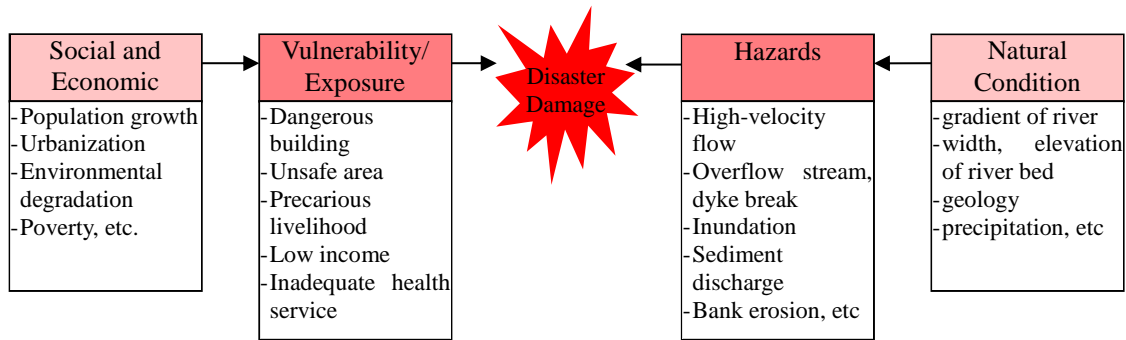 Social and
Economic
-Population growth
-Urbanization
-Environmental
degradation
-Poverty, etc.
Vulnerability/
Exposure
-Dangerous
building
-Unsafe area
-Precarious
livelihood
-Low income
-Inadequate health
service
Disaster
Damage
Hazards
-High-velocity
flow
-Overflow stream,
dyke break
-Inundation
-Sediment
discharge
-Bank erosion, etc
Natural
Condition
-gradient of river
-width, elevation
of river bed
-geology
-precipitation, etc